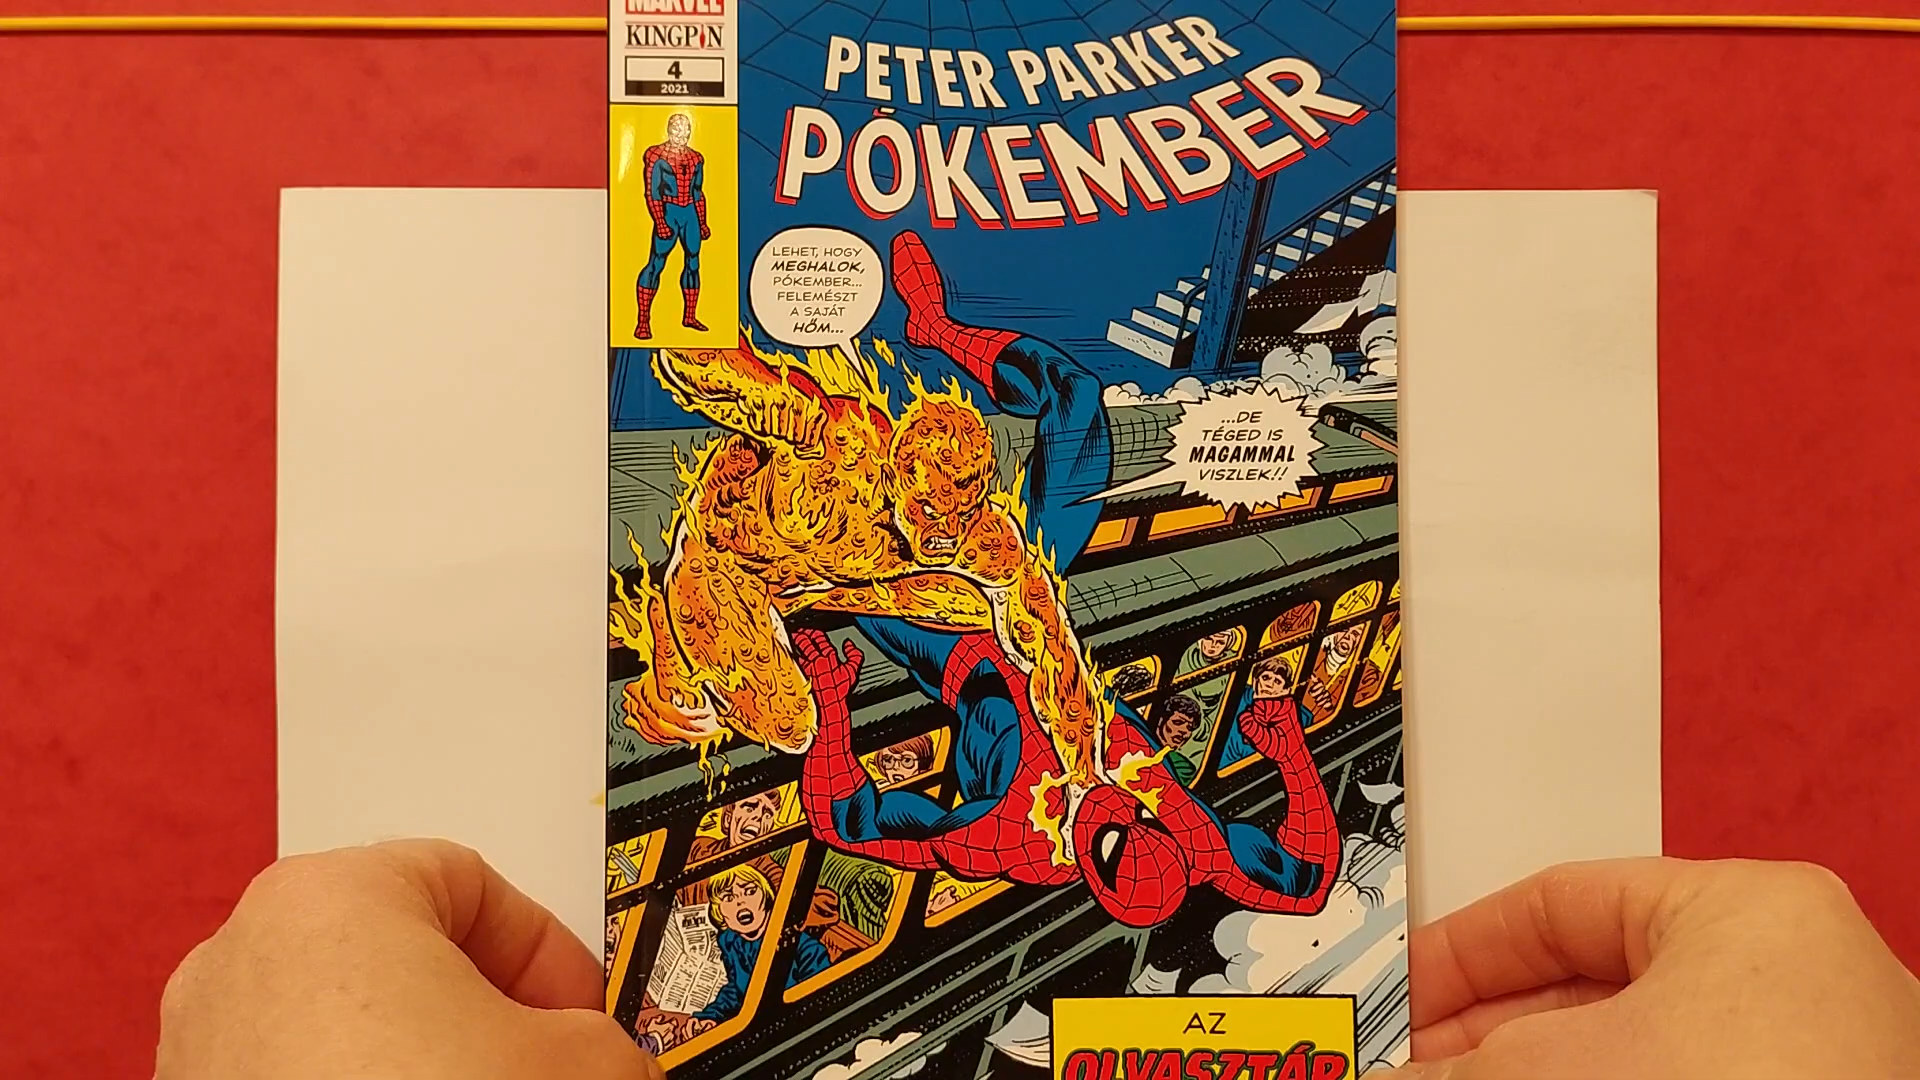 MARVEL
KINGPIN
4
2021
PETER PARKER
PÓKEMBER
LEHET, HOGY
MEGHALOK,
PÓKEMBER...
FELEMÉSZT
A SAJÁT
HŐM...
...DE
TÉGED IS
MAGAMMAL
VISZLEK!!
AZ
OLVASZTÁR